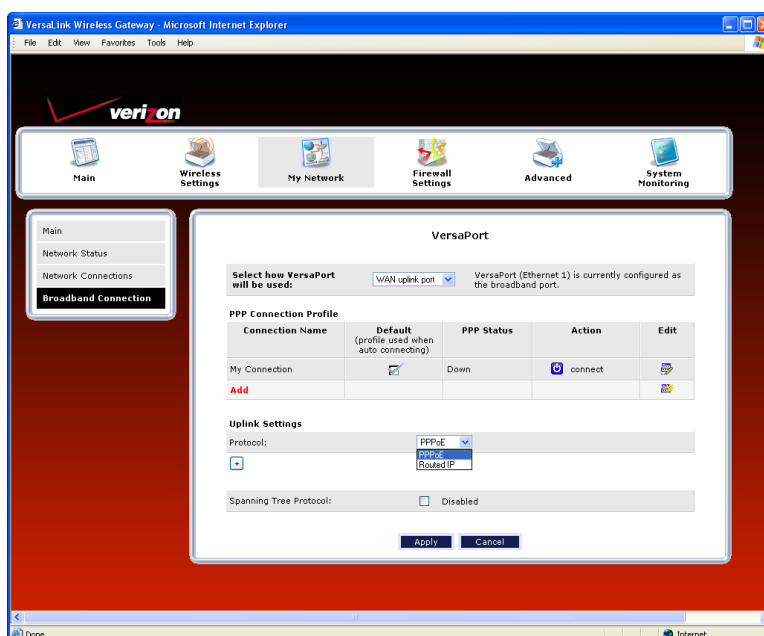 VersaLink Wireless Gateway - Microsoft Internet Explorer
File Edit View Favorites Tools Help
verizon
Main
Wireless Settings
My Network
Firewall Settings
Advanced
System Monitoring
Main
Network Status
Network Connections
Broadband Connection
VersaPort
Select how VersaPort will be used:
WAN uplink port
VersaPort (Ethernet 1) is currently configured as the broadband port.
PPP Connection Profile
Connection Name Default (profile used when auto connecting) PPP Status Action Edit
My Connection Down connect
Add
Uplink Settings
Protocol: PPPoE
PPPoE
Routed IP
Spanning Tree Protocol: Disabled
Apply Cancel
Done Internet